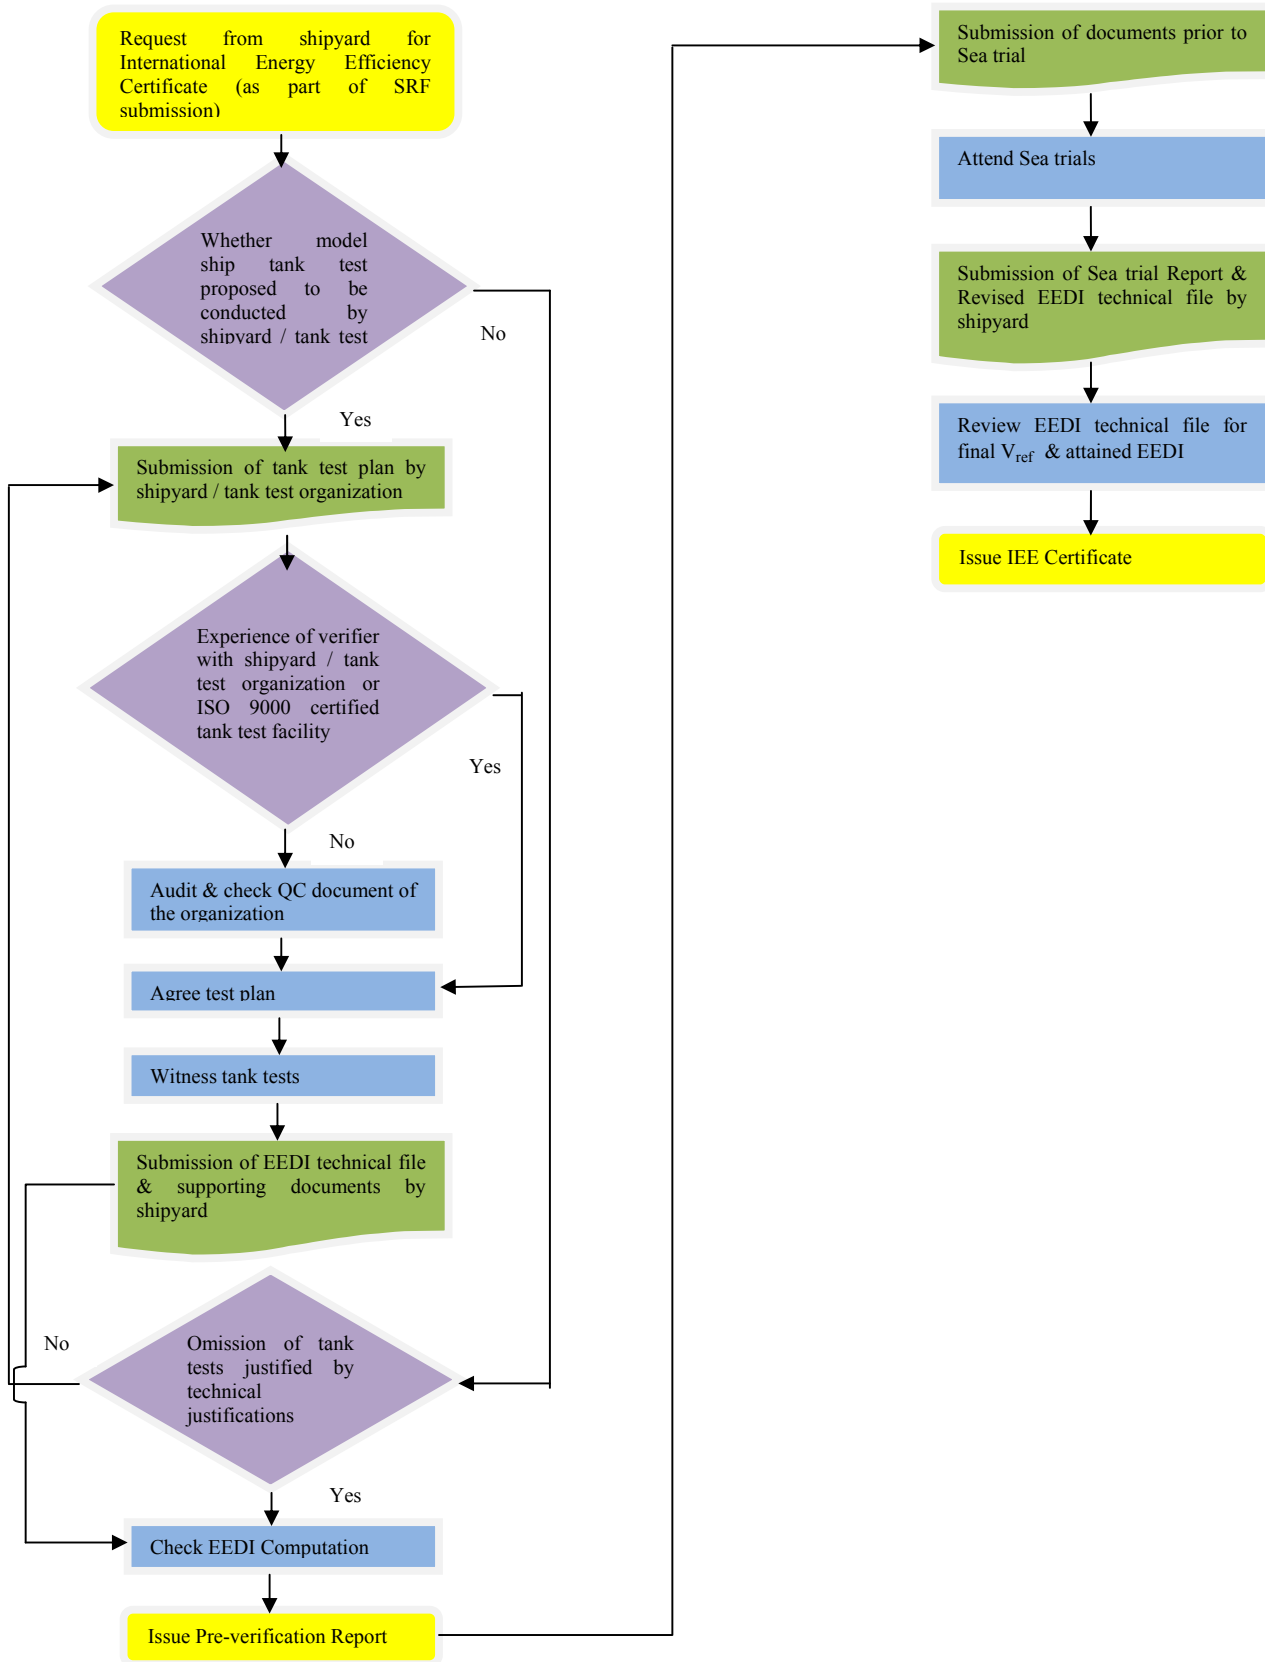 Request from shipyard for
International Energy Efficiency
Certificate (as part of SRF
submission)
Whether model
ship tank test
proposed to be
conducted by
shipyard / tank test
No
Yes
Submission of tank test plan by
shipyard / tank test organization
Experience of verifier
with shipyard / tank
test organization or
ISO 9000 certified
tank test facility
Yes
No
Audit & check QC document of
the organization
Agree test plan
Witness tank tests
Submission of EEDI technical file
& supporting documents by
shipyard
No
Omission of tank
tests justified by
technical
justifications
Yes
Check EEDI Computation
Issue Pre-verification Report
Submission of documents prior to
Sea trial
Attend Sea trials
Submission of Sea trial Report &
Revised EEDI technical file by
shipyard
Review EEDI technical file for
final Vref & attained EEDI
Issue IEE Certificate